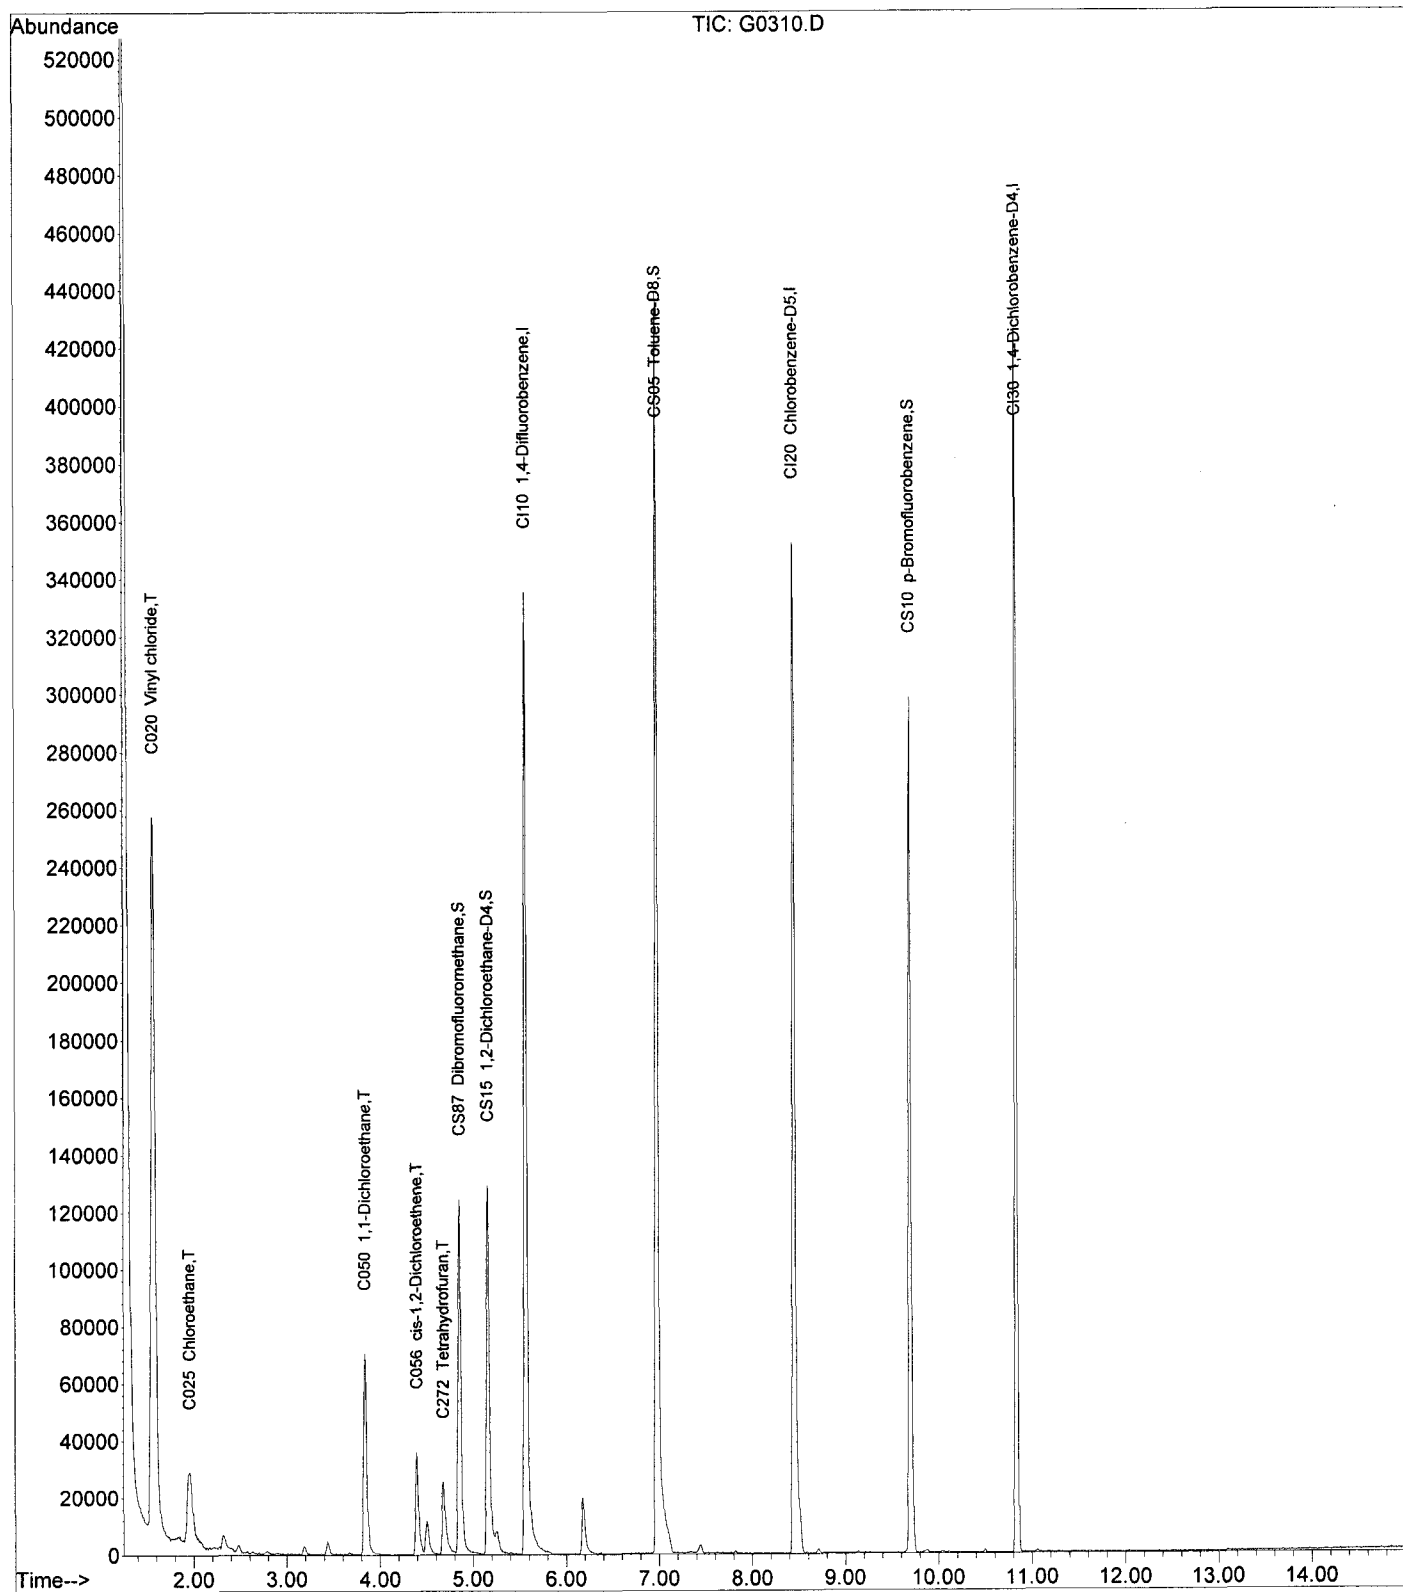 TIC: G0310.D
Abundance
520000
500000
480000
460000
440000
420000
400000
380000
360000
340000
320000
300000
280000
260000
240000
220000
200000
180000
160000
140000
120000
100000
80000
60000
40000
20000
0
C020 Vinyl chloride,T
C025 Chloroethane,T
C050 1,1-Dichloroethane,T
C056 cis-1,2-Dichloroethene,T
C272 Tetrahydrofuran,T
CS87 Dibromofluoromethane,S
CS15 1,2-Dichloroethane-D4,S
CI10 1,4-Difluorobenzene,I
CS05 Toluene-D8,S
CI20 Chlorobenzene-D5,I
CS10 p-Bromofluorobenzene,S
CI30 1,4-Dichlorobenzene-D4,I
Time--> 2.00 3.00 4.00 5.00 6.00 7.00 8.00 9.00 10.00 11.00 12.00 13.00 14.00